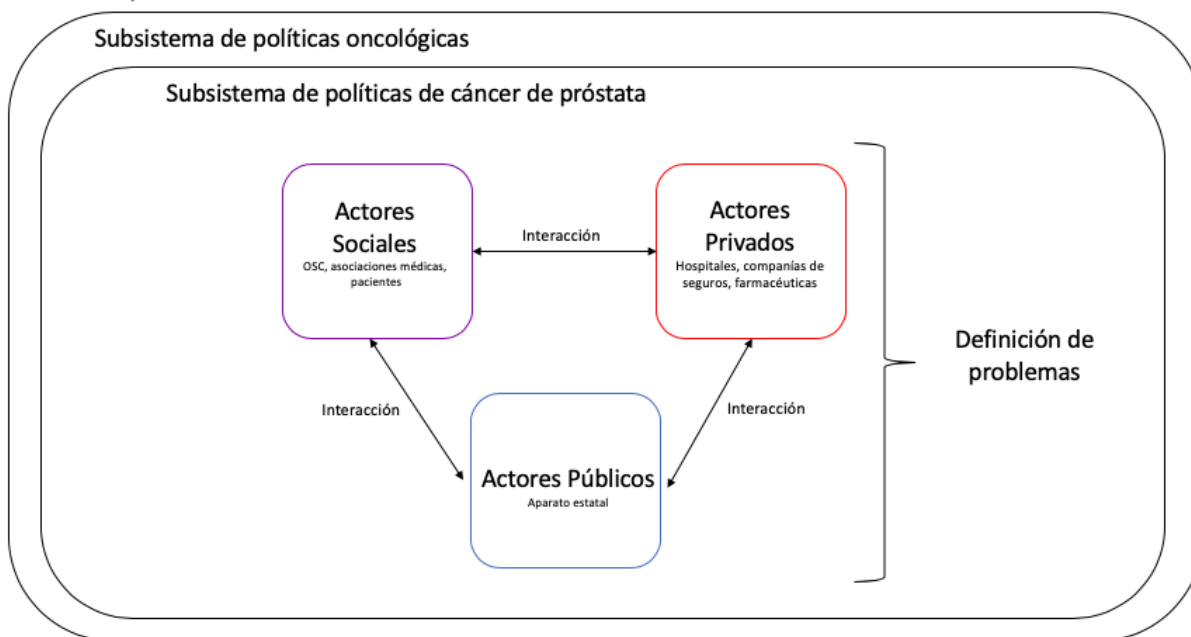 Subsistema de políticas oncológicas
Subsistema de políticas de cáncer de próstata
Actores
Sociales
OSC, asociaciones médicas,
pacientes
Interacción
Actores
Privados
Hospitales, companías de
seguros, farmacéuticas
Interacción
Interacción
Actores Públicos
Aparato estatal
Definición de
problemas